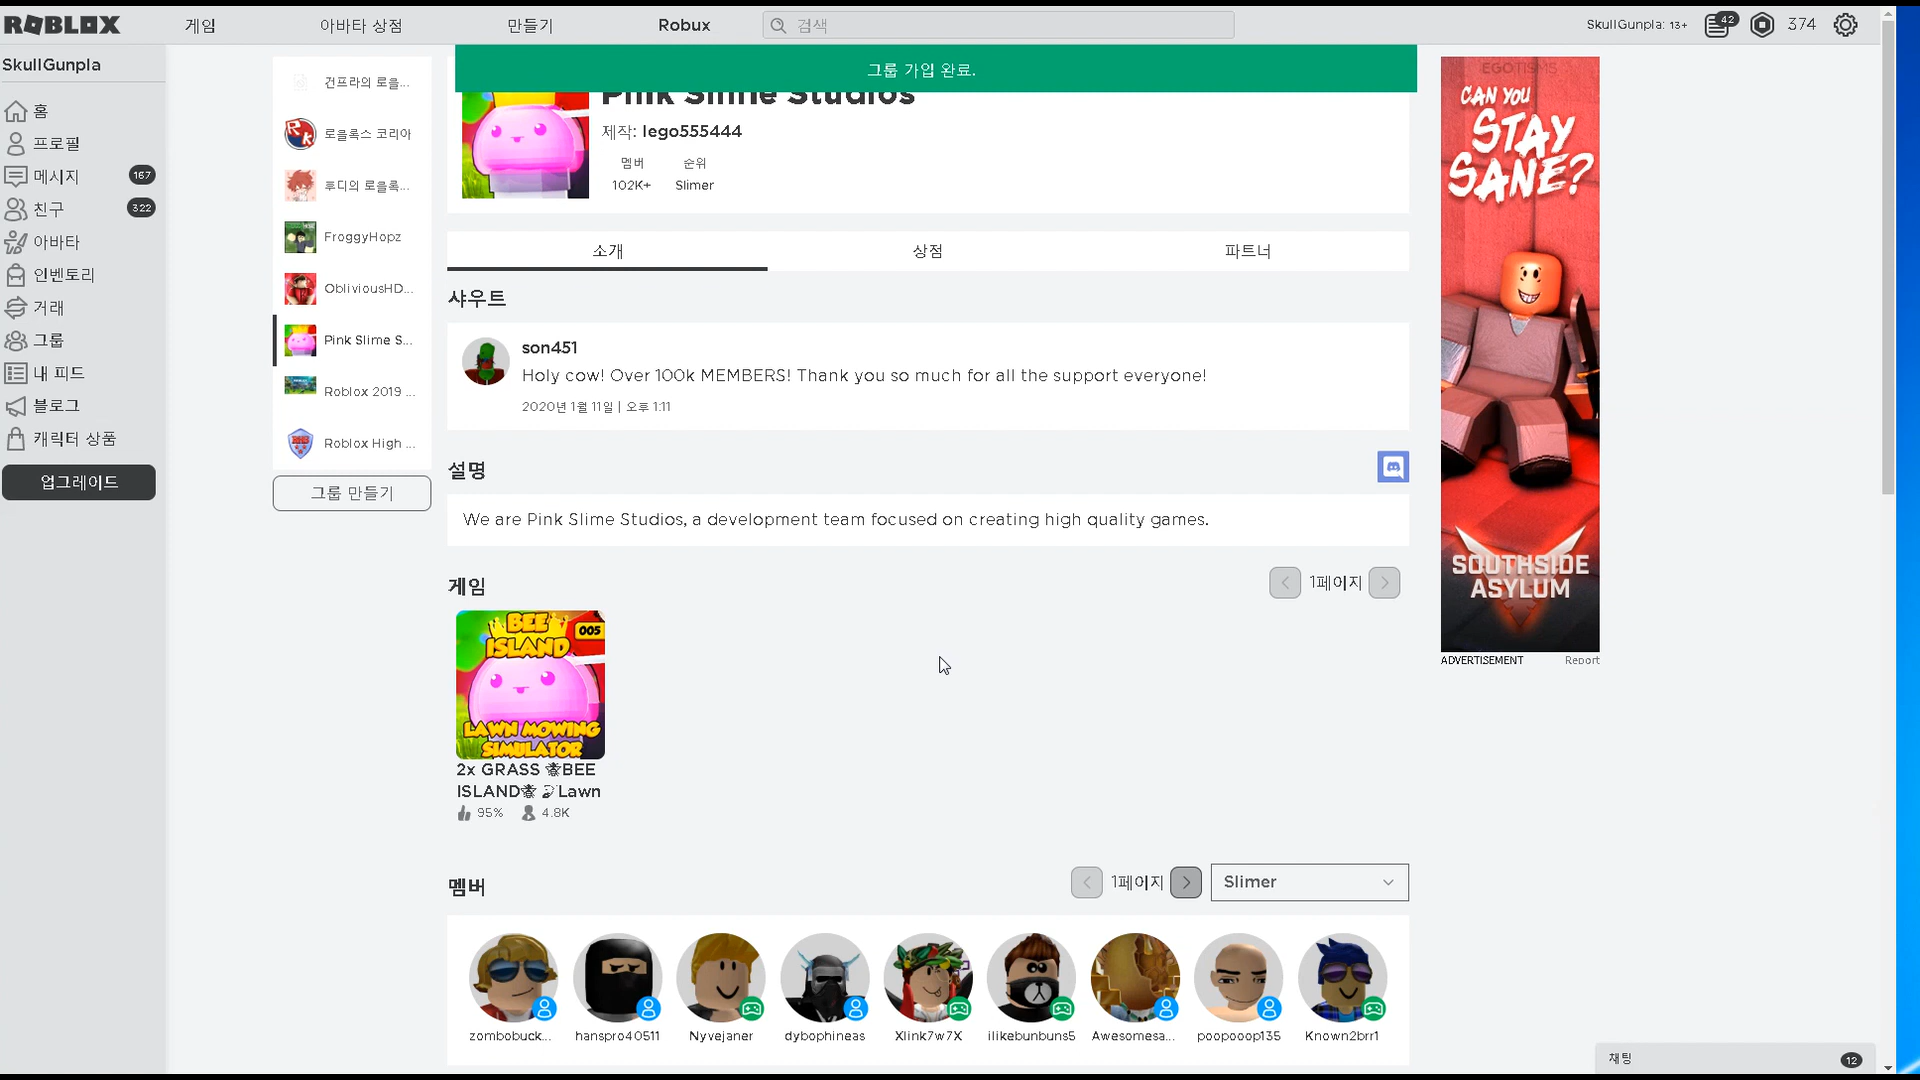 ROBLOX
게임
아바타 상점
만들기
Robux
검색
SkullGunpla: 13+
42
374
SkullGunpla
홈
프로필
메시지
167
친구
322
아바타
인벤토리
거래
그룹
내 피드
블로그
캐릭터 상품
업그레이드
건프라의 로블...
로블록스 코리아
루디의 로블록...
FroggyHopz
ObliviousHD...
Pink Slime S...
Roblox 2019 ...
Roblox High ...
그룹 만들기
그룹 가입 완료.
Pink Slime Studios
제작: lego555444
멤버
순위
102K+
Slimer
소개
상점
파트너
샤우트
son451
Holy cow! Over 100k MEMBERS! Thank you so much for all the support everyone!
2020년 1월 11일 | 오후 1:11
설명
We are Pink Slime Studios, a development team focused on creating high quality games.
게임
1페이지
BEE
ISLAND
005
LAWN MOWING
SIMULATOR
2x GRASS 🐝BEE
ISLAND🐝 Lawn
95%
4.8K
멤버
1페이지
Slimer
zombobuck...
hanspro40511
Nyvejaner
dybophineas
Xlink7w7X
ilikebunbuns5
Awesomesa...
poopooop135
Known2brr1
EGOTISMS
CAN YOU
STAY
SANE?
SOUTHSIDE
ASYLUM
ADVERTISEMENT
Report
채팅
12